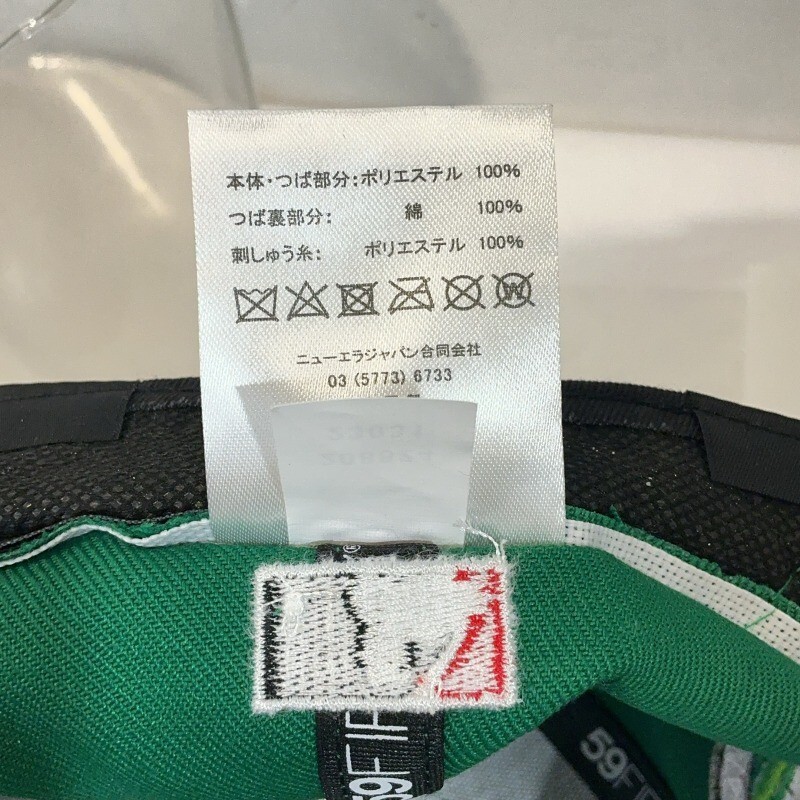 本体・つば部分:ポリエステル 100%
つば裏部分: 綿 100%
刺しゅう糸: ポリエステル 100%
W
ニューエラジャパン合同会社
03 (5773) 6733
59FIF
59FIF